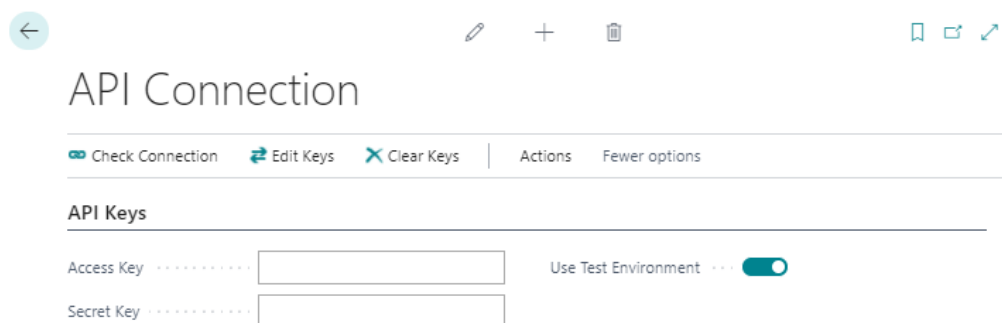 API Connection
Check Connection Edit Keys Clear Keys Actions Fewer options
API Keys
Access Key Use Test Environment
Secret Key